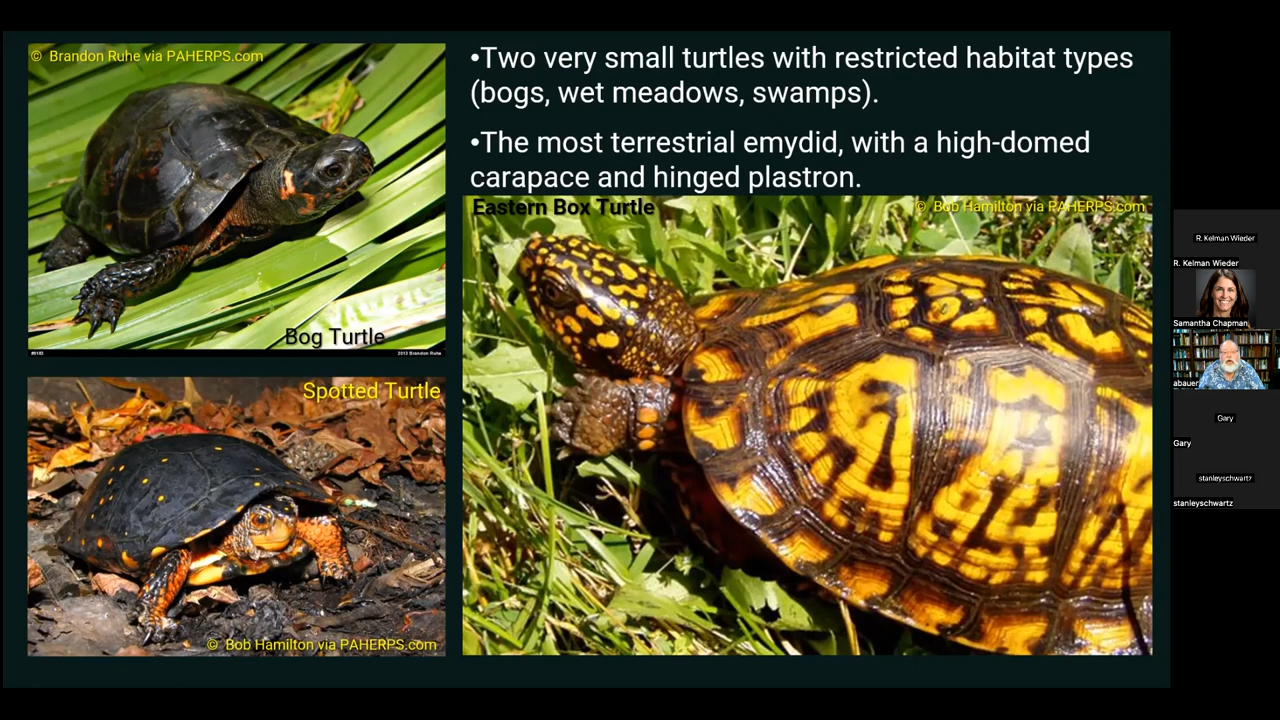 © Brandon Ruhe via PAHERPS.com
Bog Turtle
2013 Brandon Ruhe
Spotted Turtle
© Bob Hamilton via PAHERPS.com
•Two very small turtles with restricted habitat types
(bogs, wet meadows, swamps).
•The most terrestrial emydid, with a high-domed
carapace and hinged plastron.
Eastern Box Turtle
© Bob Hamilton via PAHERPS.com
R. Kelman Wieder
R. Kelman Wieder
Samantha Chapman
abauer
Gary
Gary
stanleyschwartz
stanleyschwartz